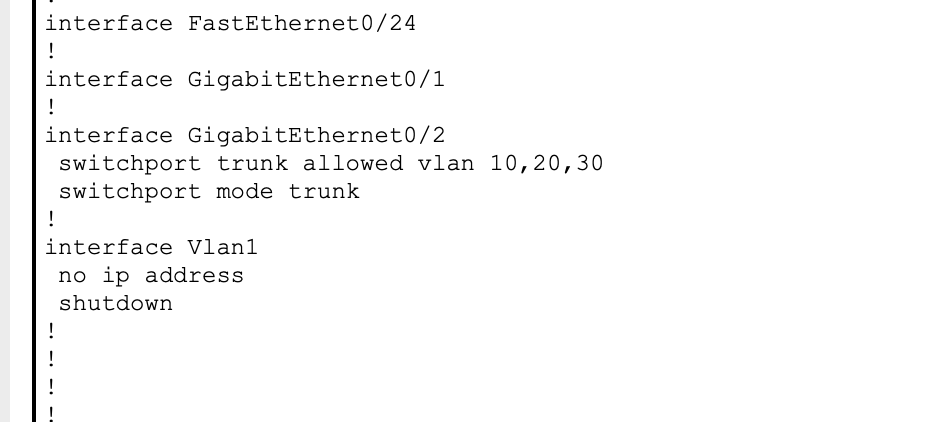 !
interface FastEthernet0/24
!
interface GigabitEthernet0/1
!
interface GigabitEthernet0/2
 switchport trunk allowed vlan 10,20,30
 switchport mode trunk
!
interface Vlan1
 no ip address
 shutdown
!
!
!
!